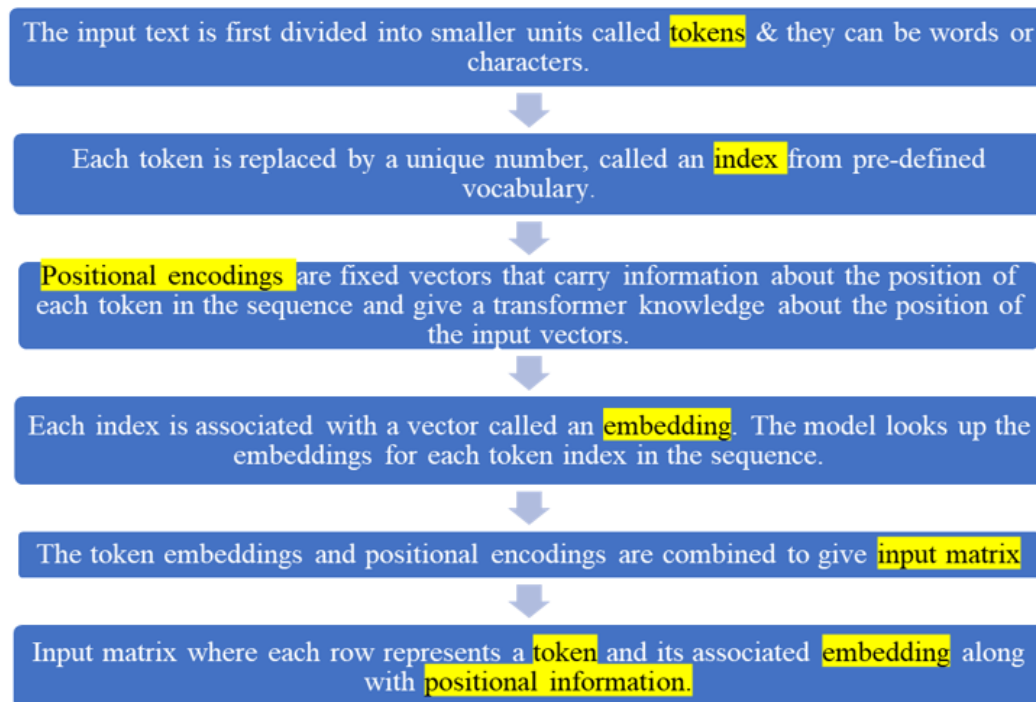 The input text is first divided into smaller units called tokens & they can be words or
characters.
Each token is replaced by a unique number, called an index from pre-defined
vocabulary.
Positional encodings are fixed vectors that carry information about the position of
each token in the sequence and give a transformer knowledge about the position of
the input vectors.
Each index is associated with a vector called an embedding. The model looks up the
embeddings for each token index in the sequence.
The token embeddings and positional encodings are combined to give input matrix
Input matrix where each row represents a token and its associated embedding along
with positional information.